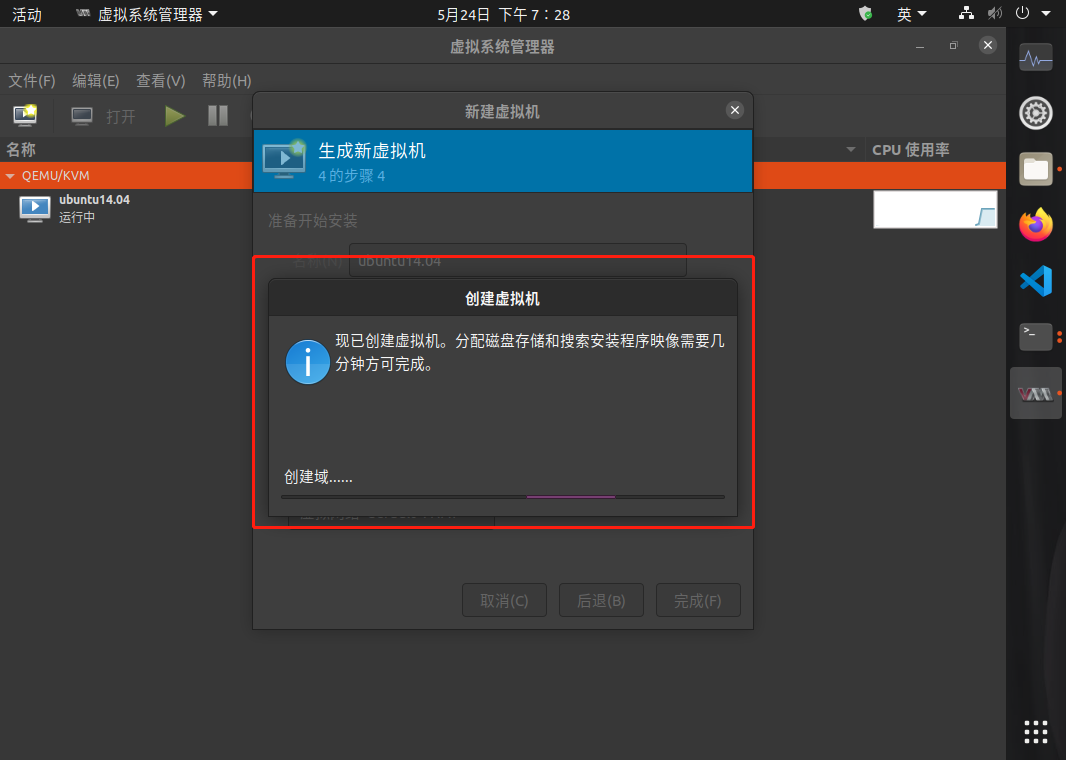 活动
虚拟系统管理器
5月24日 下午 7：28
英
虚拟系统管理器
文件(F) 编辑(E) 查看(V) 帮助(H)
打开
名称
CPU 使用率
QEMU/KVM
ubuntu14.04
运行中
新建虚拟机
生成新虚拟机
4 的步骤 4
准备开始安装
ubuntu14.04
创建虚拟机
现已创建虚拟机。分配磁盘存储和搜索安装程序映像需要几
分钟方可完成。
创建域......
取消(C)
后退(B)
完成(F)